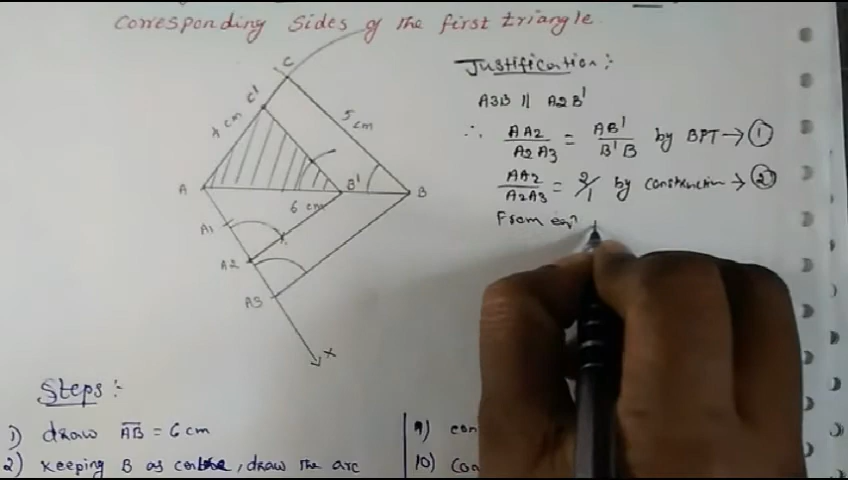 Corresponding Sides of the first triangle.
C
C'
4 cm
5 cm
A
B'
B
6 cm
A1
A2
A3
X
Justification:
A3B || A2B'
∴ AA2/A2A3 = AB'/B'B by BPT → ①
AA2/A2A3 = 2/1 by construction → ②
From eqn
Steps:
1) draw AB = 6cm
2) Keeping B as centre, draw the arc
9) con
10)